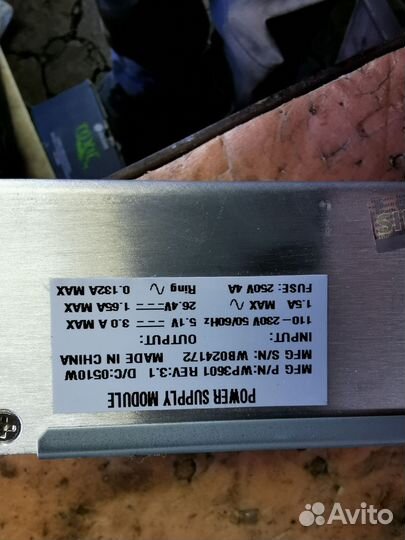 POWER SUPPLY MODULE
MFG P/N:WP3601 REV:3.1 D/C:0510W
MFG S/N: WB024172 MADE IN CHINA
INPUT: OUTPUT:
110–230V 50/60Hz 5.1V ⎓ 3.0 A MAX
1.5A MAX ∿ 26.4V ⎓ 1.65A MAX
FUSE: 250V 4A Ring ∿ 0.132A MAX
Avito